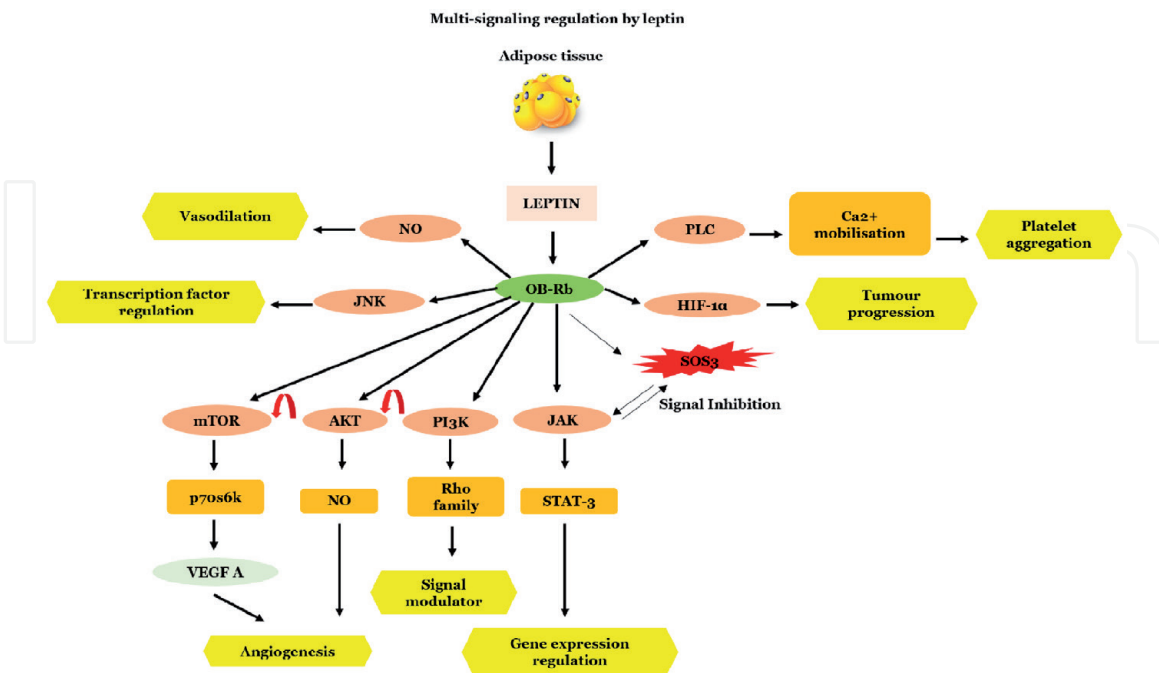 Multi-signaling regulation by leptin
Adipose tissue
LEPTIN
Vasodilation
NO
PLC
Ca2+
mobilisation
Platelet
aggregation
OB-Rb
Transcription factor
regulation
JNK
HIF-1α
Tumour
progression
SOS3
Signal Inhibition
mTOR
AKT
PI3K
JAK
p70s6k
NO
Rho
family
STAT-3
VEGF A
Signal
modulator
Angiogenesis
Gene expression
regulation